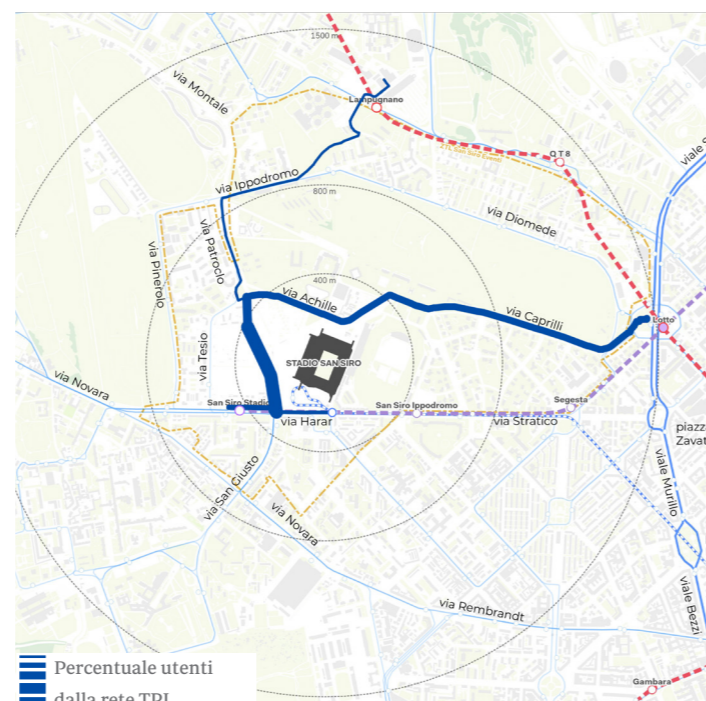 1500 m
via Montale
Lampugnano
QT8
via Ippodromo
800 m
via Diomede
via Pinerolo
via Patroclo
400 m
via Achille
via Caprilli
Lotto
via Tesio
STADIO SAN SIRO
via Novara
San Siro Stadio
San Siro Ippodromo
Segesta
via Harar
via Stratico
piazza
Zavat
via San Giusto
via Novara
viale Murillo
via Rembrandt
viale Bezzi
Gambara
Percentuale utenti
dalla rete TPL